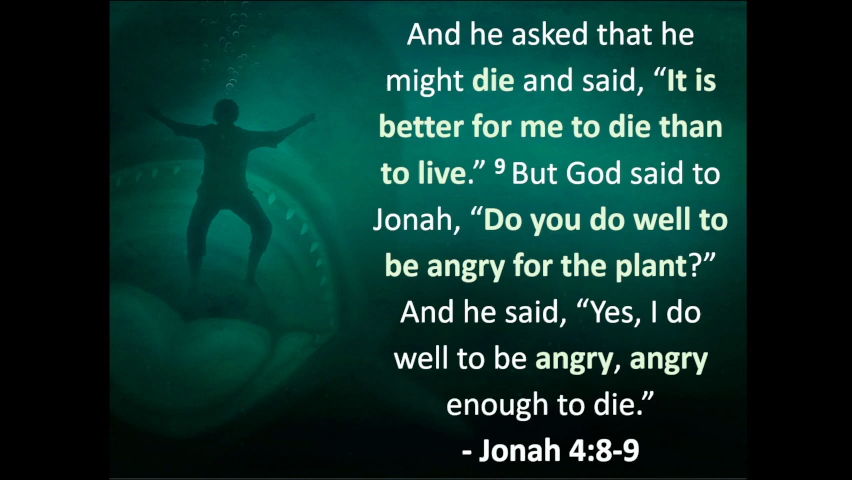 And he asked that he
might die and said, “It is
better for me to die than
to live.” 9 But God said to
Jonah, “Do you do well to
be angry for the plant?”
And he said, “Yes, I do
well to be angry, angry
enough to die.”
- Jonah 4:8-9